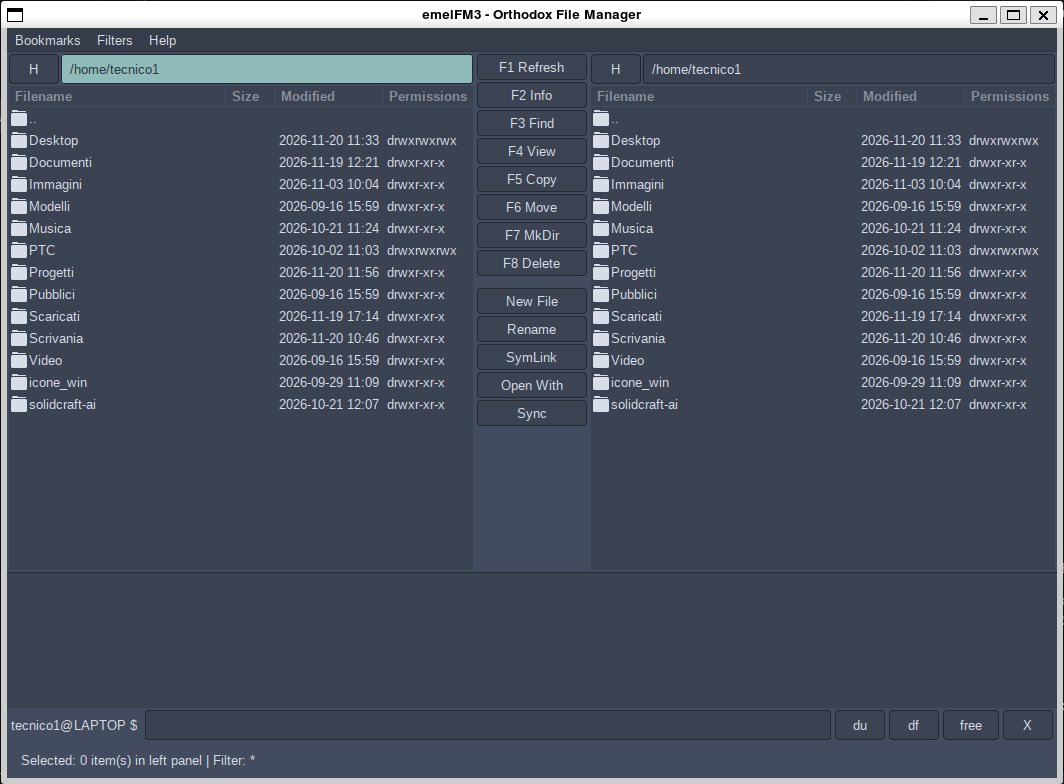 emelFM3 - Orthodox File Manager
Bookmarks Filters Help
H /home/tecnico1
Filename Size Modified Permissions
..
Desktop 2026-11-20 11:33 drwxrwxrwx
Documenti 2026-11-19 12:21 drwxr-xr-x
Immagini 2026-11-03 10:04 drwxr-xr-x
Modelli 2026-09-16 15:59 drwxr-xr-x
Musica 2026-10-21 11:24 drwxr-xr-x
PTC 2026-10-02 11:03 drwxrwxrwx
Progetti 2026-11-20 11:56 drwxr-xr-x
Pubblici 2026-09-16 15:59 drwxr-xr-x
Scaricati 2026-11-19 17:14 drwxr-xr-x
Scrivania 2026-11-20 10:46 drwxr-xr-x
Video 2026-09-16 15:59 drwxr-xr-x
icone_win 2026-09-29 11:09 drwxr-xr-x
solidcraft-ai 2026-10-21 12:07 drwxr-xr-x
F1 Refresh
F2 Info
F3 Find
F4 View
F5 Copy
F6 Move
F7 MkDir
F8 Delete
New File
Rename
SymLink
Open With
Sync
H /home/tecnico1
Filename Size Modified Permissions
..
Desktop 2026-11-20 11:33 drwxrwxrwx
Documenti 2026-11-19 12:21 drwxr-xr-x
Immagini 2026-11-03 10:04 drwxr-xr-x
Modelli 2026-09-16 15:59 drwxr-xr-x
Musica 2026-10-21 11:24 drwxr-xr-x
PTC 2026-10-02 11:03 drwxrwxrwx
Progetti 2026-11-20 11:56 drwxr-xr-x
Pubblici 2026-09-16 15:59 drwxr-xr-x
Scaricati 2026-11-19 17:14 drwxr-xr-x
Scrivania 2026-11-20 10:46 drwxr-xr-x
Video 2026-09-16 15:59 drwxr-xr-x
icone_win 2026-09-29 11:09 drwxr-xr-x
solidcraft-ai 2026-10-21 12:07 drwxr-xr-x
tecnico1@LAPTOP $ du df free X
Selected: 0 item(s) in left panel | Filter: *